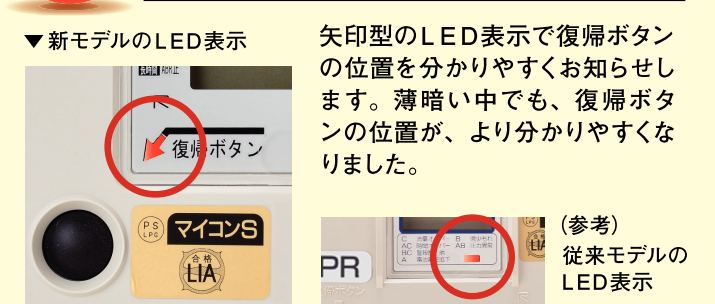 ▼新モデルのLED表示
矢印型のLED表示で復帰ボタン
の位置を分かりやすくお知らせし
ます。薄暗い中でも、復帰ボタ
ンの位置が、より分かりやすくな
りました。
復帰ボタン
PS
LPG
マイコンS
合格
LIA
PR
(参考)
従来モデルの
LED表示